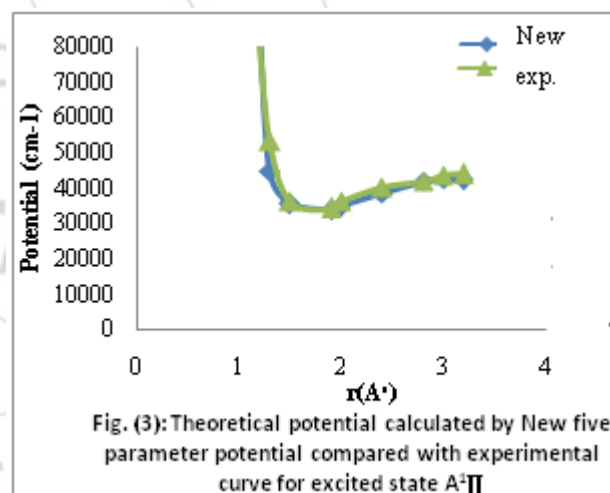 New
exp.
80000
70000
60000
50000
40000
30000
20000
10000
0
Potential (cm-1)
0 1 2 3 4
r(A°)
Fig. (3): Theoretical potential calculated by New five
parameter potential compared with experimental
curve for excited state A¹Π